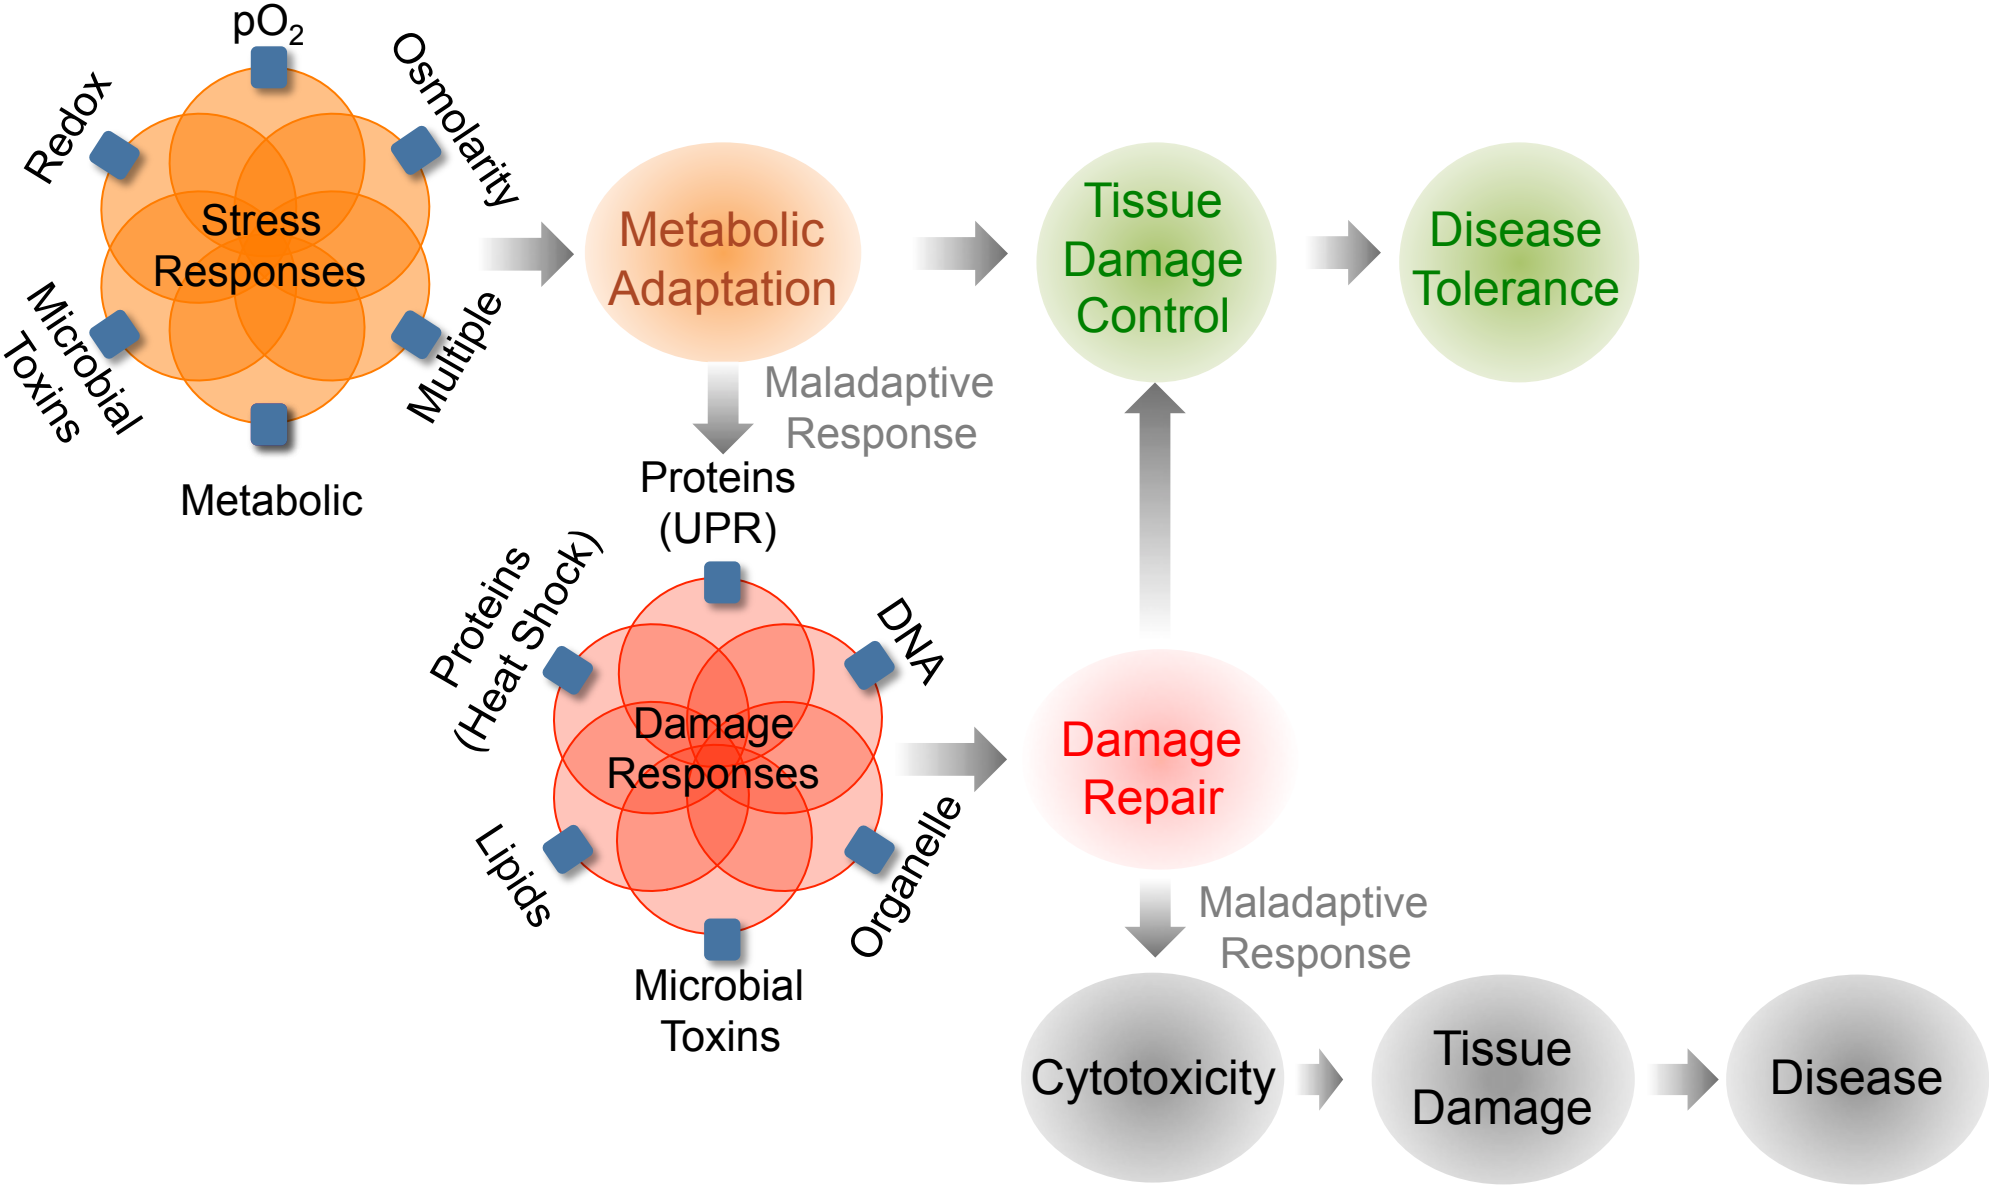 pO2
Osmolarity
Redox
Stress
Responses
Microbial
Toxins
Multiple
Metabolic
Metabolic
Adaptation
Tissue
Damage
Control
Disease
Tolerance
Maladaptive
Response
Proteins
(UPR)
Proteins
(Heat Shock)
DNA
Damage
Responses
Lipids
Organelle
Microbial
Toxins
Damage
Repair
Maladaptive
Response
Cytotoxicity
Tissue
Damage
Disease